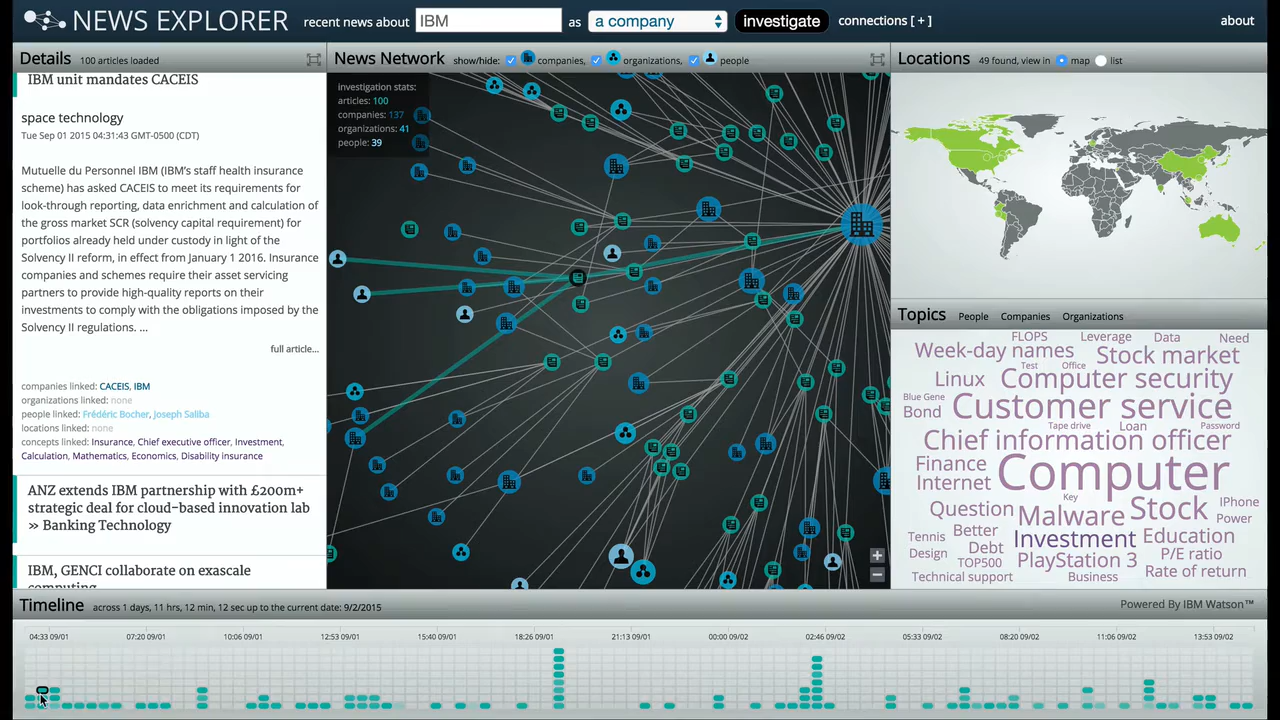 NEWS EXPLORER recent news about IBM as a company investigate connections [ + ] about
Details 100 articles loaded
IBM unit mandates CACEIS
space technology
Tue Sep 01 2015 04:31:43 GMT-0500 (CDT)
Mutuelle du Personnel IBM (IBM's staff health insurance
scheme) has asked CACEIS to meet its requirements for
look-through reporting, data enrichment and calculation of
the gross market SCR (solvency capital requirement) for
portfolios already held under custody in light of the
Solvency II reform, in effect from January 1 2016. Insurance
companies and schemes require their asset servicing
partners to provide high-quality reports on their
investments to comply with the obligations imposed by the
Solvency II regulations. ...
full article...
companies linked: CACEIS, IBM
organizations linked: none
people linked: Frédéric Bocher, Joseph Saliba
locations linked: none
concepts linked: Insurance, Chief executive officer, Investment,
Calculation, Mathematics, Economics, Disability insurance
ANZ extends IBM partnership with £200m+
strategic deal for cloud-based innovation lab
» Banking Technology
IBM, GENCI collaborate on exascale
computing
News Network show/hide: companies, organizations, people
investigation stats:
articles: 100
companies: 137
organizations: 41
people: 39
+
−
Locations 49 found, view in map list
Topics People Companies Organizations
FLOPS Leverage Data Need
Week-day names Stock market
Test Office
Linux Computer security
Blue Gene
Bond Customer service
Tape drive Loan Password
Chief information officer
Finance
Internet Computer
Key
Question Malware Stock IPhone
Power
Tennis Better Investment Education
Design Debt PlayStation 3 P/E ratio
TOP500
Technical support Business Rate of return
Timeline across 1 days, 11 hrs, 12 min, 12 sec up to the current date: 9/2/2015 Powered By IBM Watson™
04:33 09/01 07:20 09/01 10:06 09/01 12:53 09/01 15:40 09/01 18:26 09/01 21:13 09/01 00:00 09/02 02:46 09/02 05:33 09/02 08:20 09/02 11:06 09/02 13:53 09/02